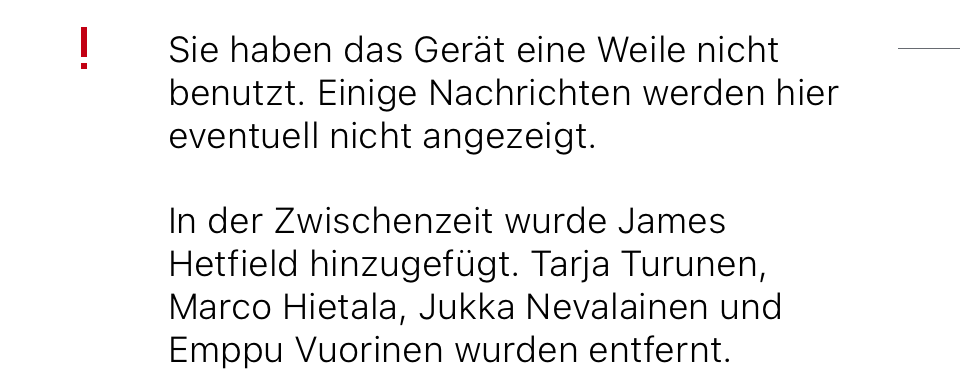 !
Sie haben das Gerät eine Weile nicht
benutzt. Einige Nachrichten werden hier
eventuell nicht angezeigt.
In der Zwischenzeit wurde James
Hetfield hinzugefügt. Tarja Turunen,
Marco Hietala, Jukka Nevalainen und
Emppu Vuorinen wurden entfernt.